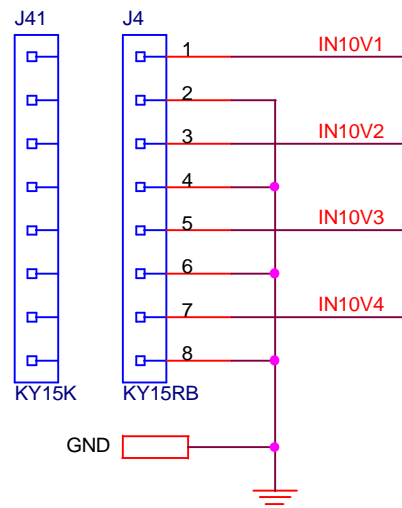 J41 J4
1 IN10V1
2
3 IN10V2
4
5 IN10V3
6
7 IN10V4
8
KY15K KY15RB
GND